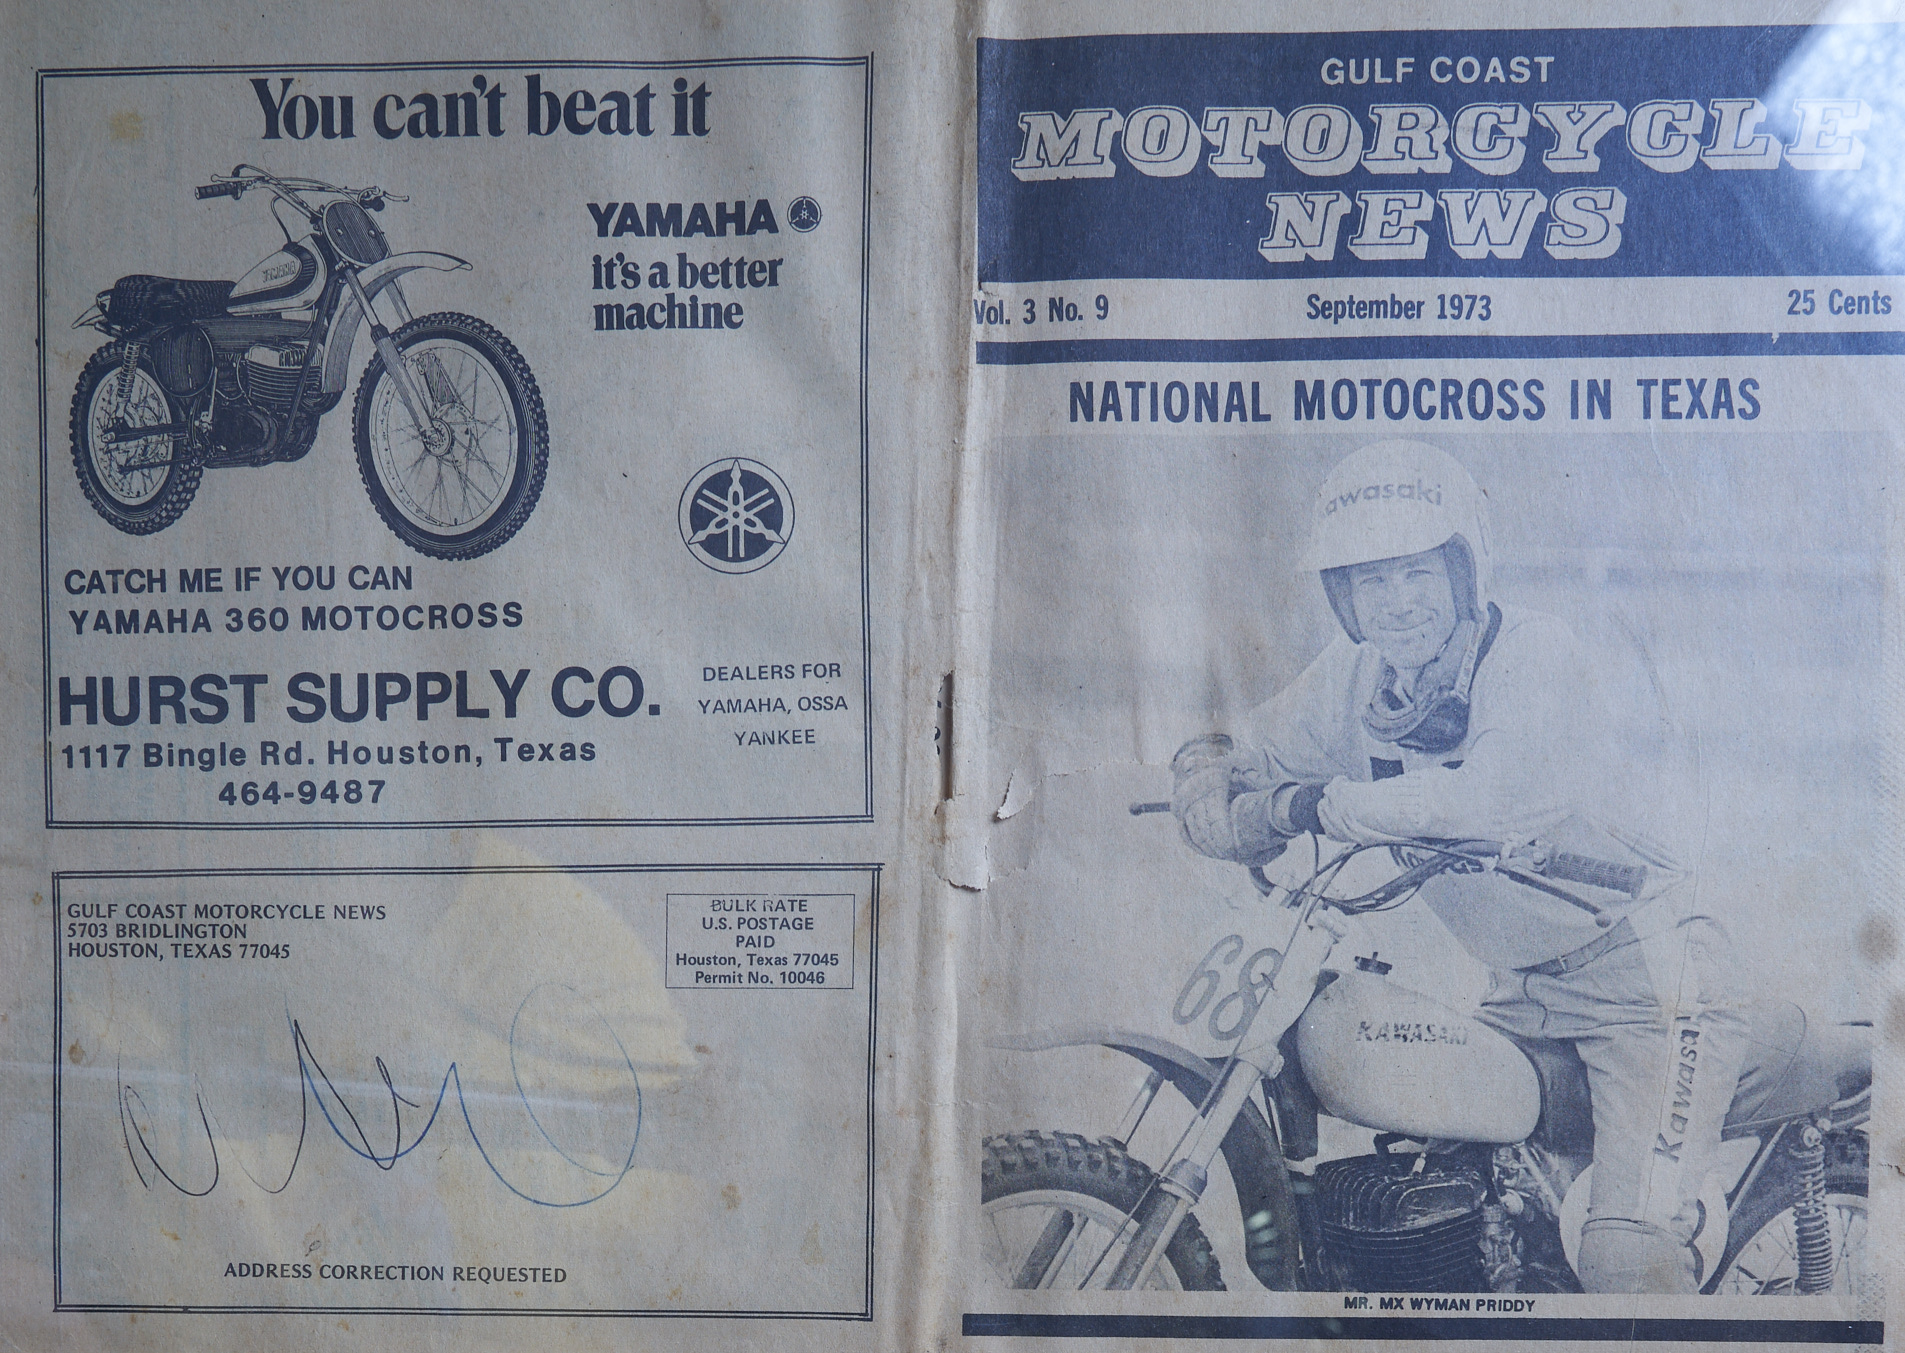 You can't beat it
YAMAHA
it's a better
machine
YAMAHA
CATCH ME IF YOU CAN
YAMAHA 360 MOTOCROSS
HURST SUPPLY CO.
1117 Bingle Rd. Houston, Texas
464-9487
DEALERS FOR
YAMAHA, OSSA
YANKEE
GULF COAST MOTORCYCLE NEWS
5703 BRIDLINGTON
HOUSTON, TEXAS 77045
BULK RATE
U.S. POSTAGE
PAID
Houston, Texas 77045
Permit No. 10046
ADDRESS CORRECTION REQUESTED
GULF COAST
MOTORCYCLE
NEWS
Vol. 3 No. 9 September 1973 25 Cents
NATIONAL MOTOCROSS IN TEXAS
awasaki
68
KAWASAKI
Kawasa
MR. MX WYMAN PRIDDY